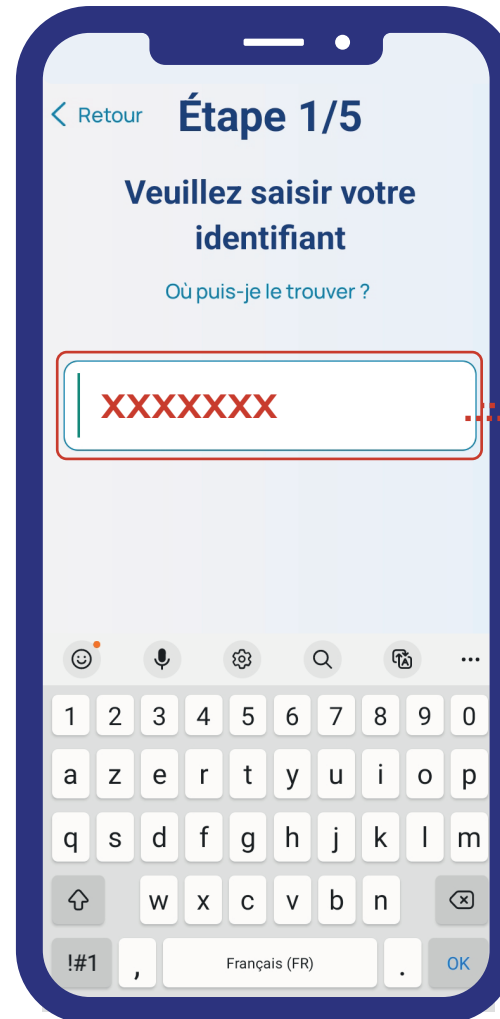 Retour
Étape 1/5
Veuillez saisir votre
identifiant
Où puis-je le trouver ?
XXXXXXX
1 2 3 4 5 6 7 8 9 0
a z e r t y u i o p
q s d f g h j k l m
w x c v b n
!#1 , Français (FR) . OK